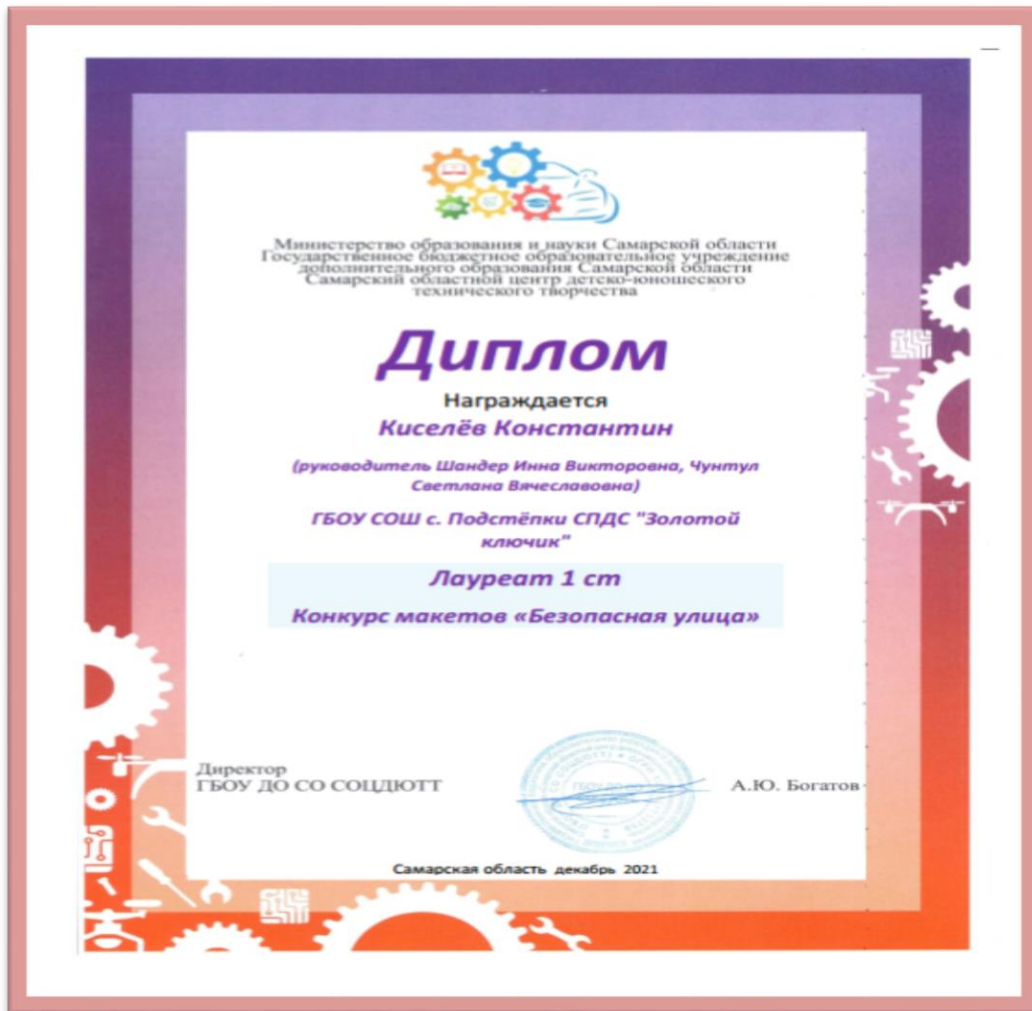 Министерство образования и науки Самарской области
Государственное бюджетное образовательное учреждение
дополнительного образования Самарской области
Самарский областной центр детско-юношеского
технического творчества
Диплом
Награждается
Киселёв Константин
(руководитель Шандер Инна Викторовна, Чунтул
Светлана Вячеславовна)
ГБОУ СОШ с. Подстёпки СПДС "Золотой
ключик"
Лауреат 1 ст
Конкурс макетов «Безопасная улица»
Директор
ГБОУ ДО СО СОЦДЮТТ
А.Ю. Богатов
Самарская область декабрь 2021